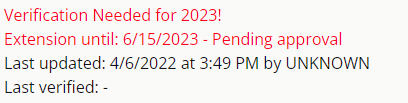 Verification Needed for 2023!
Extension until: 6/15/2023 - Pending approval
Last updated: 4/6/2022 at 3:49 PM by UNKNOWN
Last verified: -